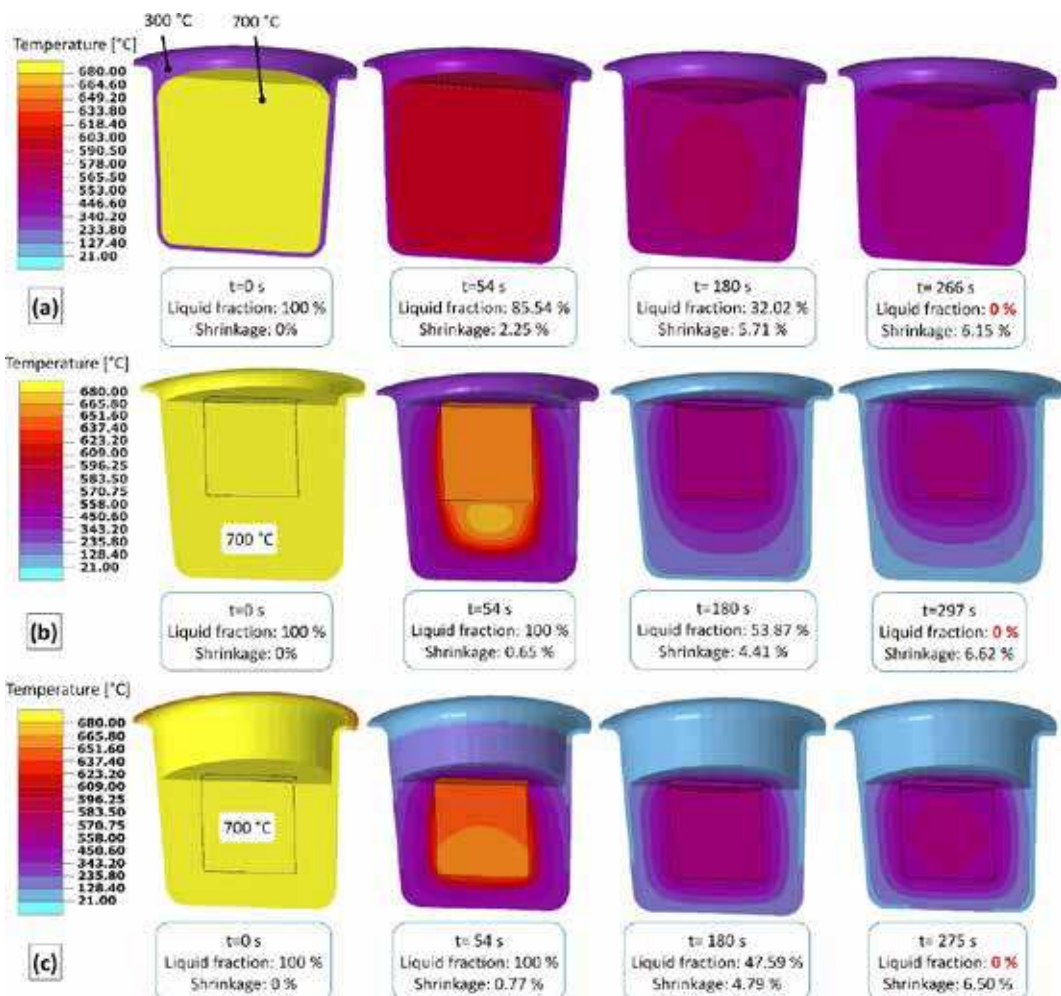 300 °C
700 °C
Temperature [°C]
680.00
664.60
649.20
633.80
618.40
603.00
590.50
578.00
565.50
553.00
446.60
340.20
233.80
127.40
21.00
(a)
t=0 s
Liquid fraction: 100 %
Shrinkage: 0%
t=54 s
Liquid fraction: 85.54 %
Shrinkage: 2.25 %
t= 180 s
Liquid fraction: 32.02 %
Shrinkage: 5.71 %
t= 266 s
Liquid fraction: 0 %
Shrinkage: 6.15 %
Temperature [°C]
680.00
665.80
651.60
637.40
623.20
609.00
596.25
583.50
570.75
558.00
450.60
343.20
235.80
128.40
21.00
700 °C
(b)
t=0 s
Liquid fraction: 100 %
Shrinkage: 0%
t=54 s
Liquid fraction: 100 %
Shrinkage: 0.65 %
t=180 s
Liquid fraction: 53.87 %
Shrinkage: 4.41 %
t=297 s
Liquid fraction: 0 %
Shrinkage: 6.62 %
Temperature [°C]
680.00
665.80
651.60
637.40
623.20
609.00
596.25
583.50
570.75
558.00
450.60
343.20
235.80
128.40
21.00
700 °C
(c)
t=0 s
Liquid fraction: 100 %
Shrinkage: 0 %
t= 54 s
Liquid fraction: 100 %
Shrinkage: 0.77 %
t= 180 s
Liquid fraction: 47.59 %
Shrinkage: 4.79 %
t= 275 s
Liquid fraction: 0 %
Shrinkage: 6.50 %